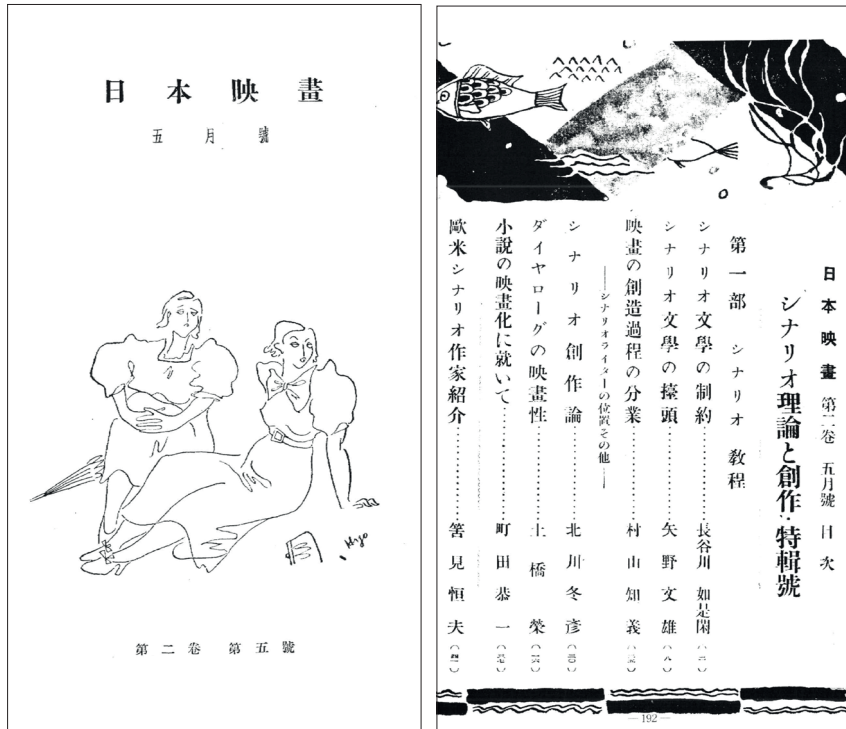 日本映畫
五月號
Hyo
第二卷 第五號
日本映畫 第二卷 五月號 目次
シナリオ理論と創作・特輯號
第一部 シナリオ教程
シナリオ文學の制約…………長谷川 如是閑(二)
シナリオ文學の擡頭…………矢野文雄(八)
映畫の創造過程の分業…………村山知義
――シナリオライターの位置その他――
シナリオ創作論…………北川冬彦
ダイヤローグの映畫性…………土橋榮
小說の映畫化に就いて…………町田恭一
歐米シナリオ作家紹介…………筈見恒夫
— 192 —